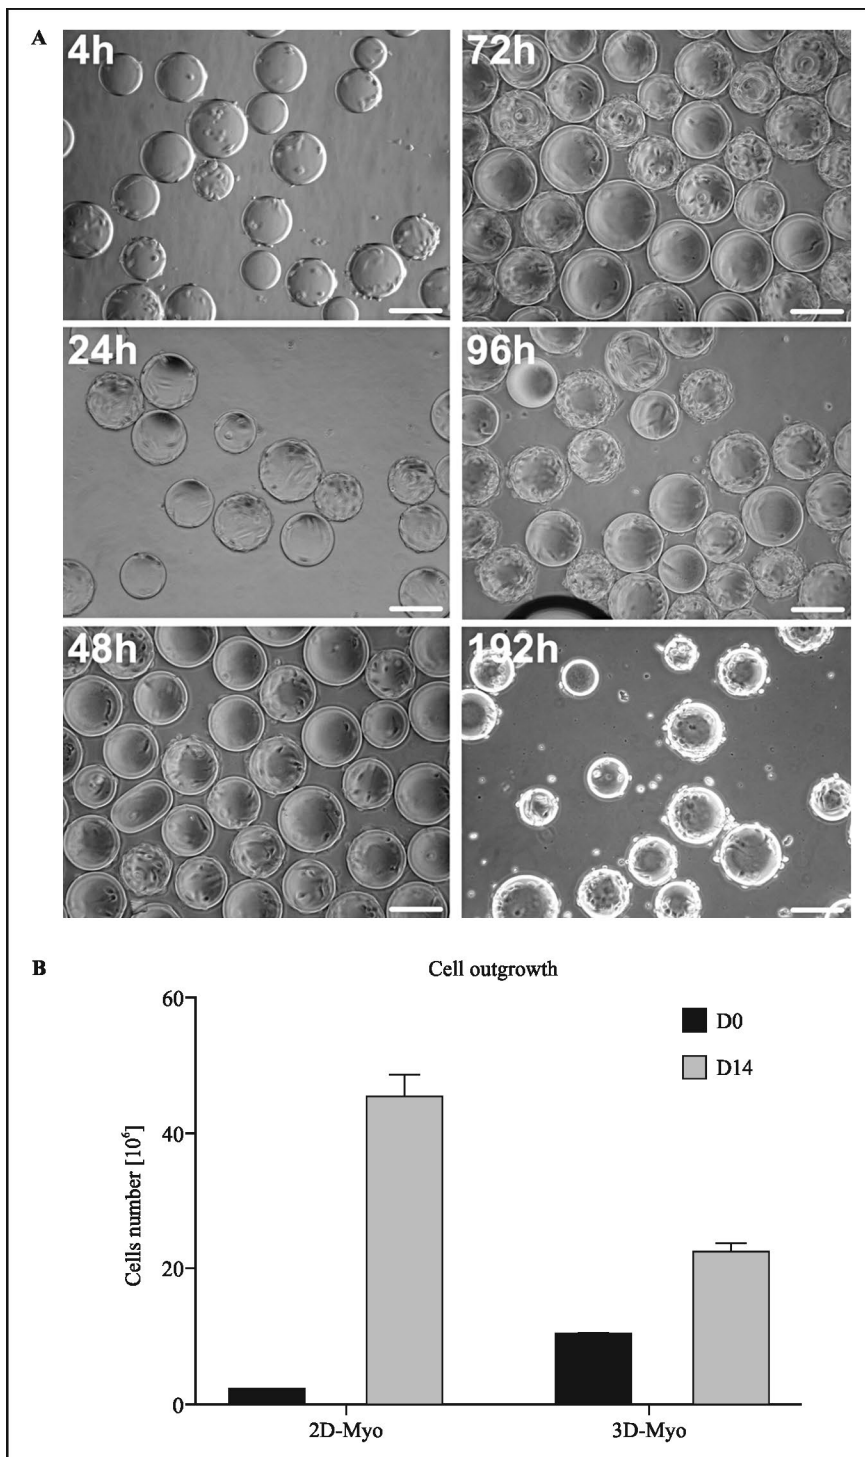 A
4h
72h
24h
96h
48h
192h
B
Cell outgrowth
60
D0
D14
40
Cells number [10⁶]
20
0
2D-Myo
3D-Myo